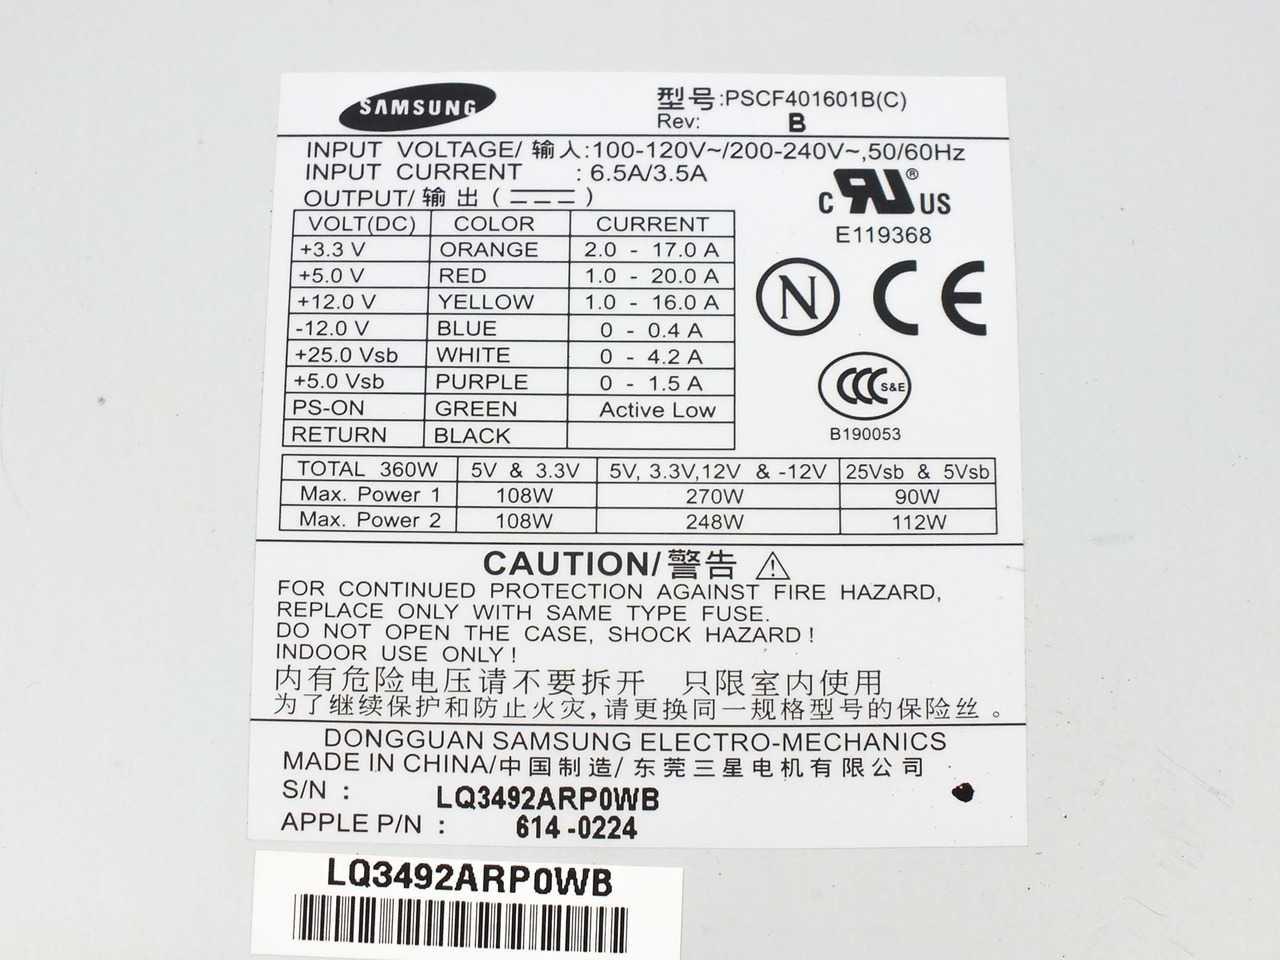 SAMSUNG
型号:PSCF401601B(C)
Rev: B
INPUT VOLTAGE/ 输入:100-120V~/200-240V~,50/60Hz
INPUT CURRENT : 6.5A/3.5A
OUTPUT/ 输出 ( ⎓ )
C RU ® US
E119368
VOLT(DC) COLOR CURRENT
+3.3 V ORANGE 2.0 - 17.0 A
+5.0 V RED 1.0 - 20.0 A
+12.0 V YELLOW 1.0 - 16.0 A
-12.0 V BLUE 0 - 0.4 A
+25.0 Vsb WHITE 0 - 4.2 A
+5.0 Vsb PURPLE 0 - 1.5 A
PS-ON GREEN Active Low
RETURN BLACK
N CE
CCC S&E
B190053
TOTAL 360W 5V & 3.3V 5V, 3.3V,12V & -12V 25Vsb & 5Vsb
Max. Power 1 108W 270W 90W
Max. Power 2 108W 248W 112W
CAUTION/警告 ⚠
FOR CONTINUED PROTECTION AGAINST FIRE HAZARD,
REPLACE ONLY WITH SAME TYPE FUSE.
DO NOT OPEN THE CASE, SHOCK HAZARD !
INDOOR USE ONLY !
内有危险电压请不要拆开 只限室内使用
为了继续保护和防止火灾,请更换同一规格型号的保险丝。
DONGGUAN SAMSUNG ELECTRO-MECHANICS
MADE IN CHINA/中国制造/ 东莞三星电机有限公司
S/N : LQ3492ARP0WB
APPLE P/N : 614-0224
LQ3492ARP0WB